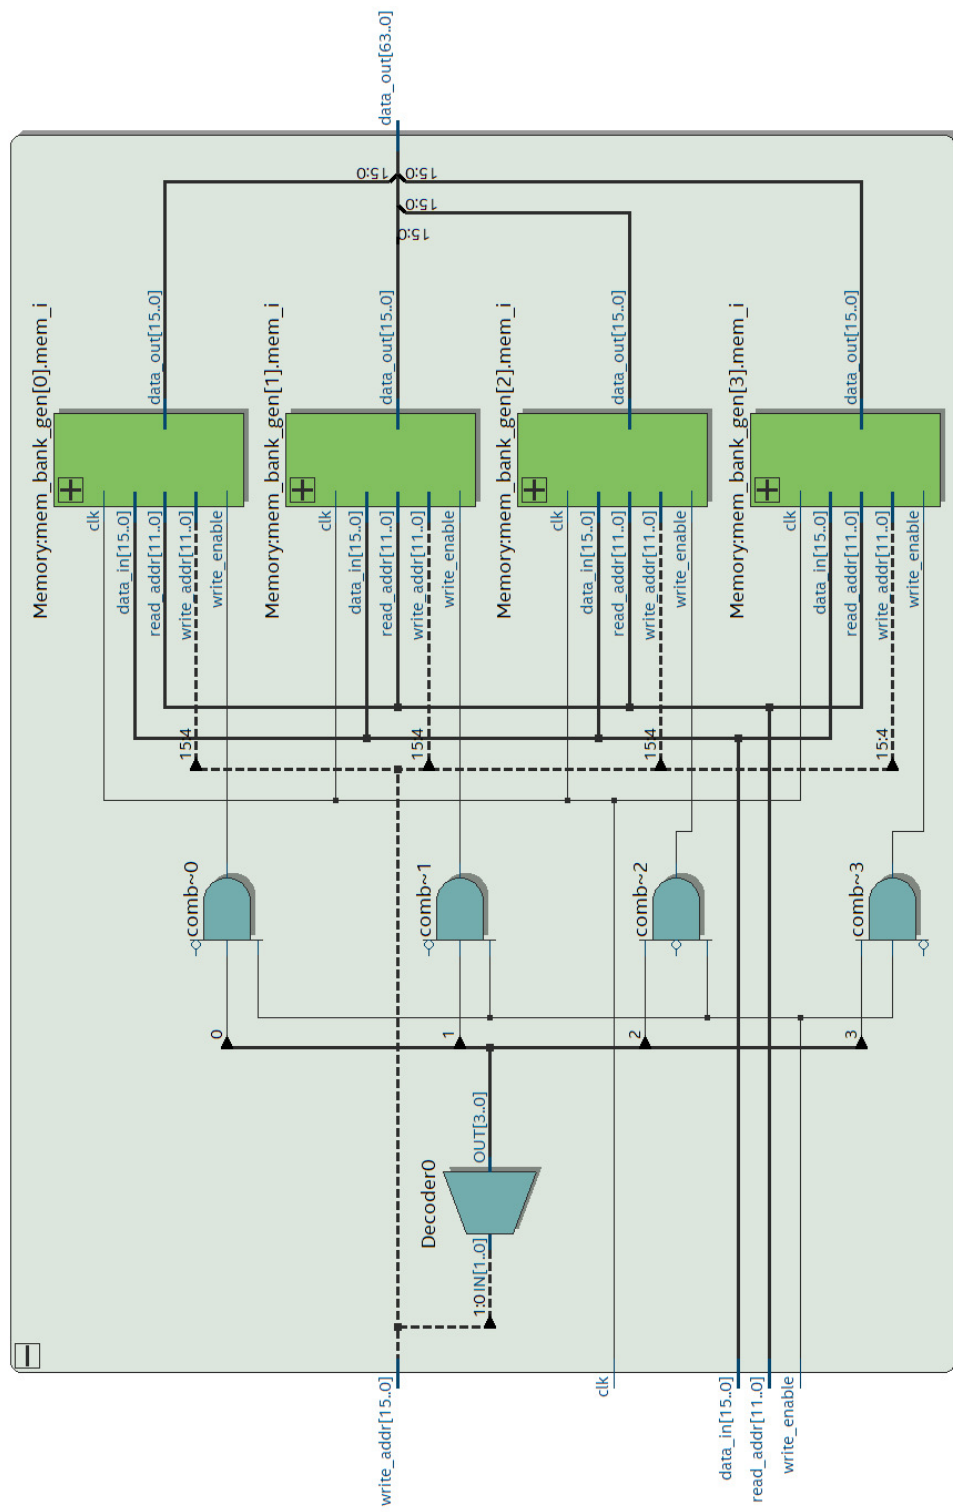 Memory:mem_bank_gen[0].mem_i
clk
data_in[15..0]
read_addr[11..0]
data_out[15..0]
comb~0
15:4
write_addr[11..0]
0
write_enable
Memory:mem_bank_gen[1].mem_i
clk
data_in[15..0]
15:0
write_addr[15..0]
read_addr[11..0]
data_out[15..0]
data_out[63..0]
15:0
15:0
15:0
Decoder0
comb~1
15:4
write_addr[11..0]
1
write_enable
1:0
IN[1..0]
OUT[3..0]
Memory:mem_bank_gen[2].mem_i
clk
data_in[15..0]
clk
read_addr[11..0]
data_out[15..0]
2
comb~2
15:4
write_addr[11..0]
write_enable
Memory:mem_bank_gen[3].mem_i
data_in[15..0]
read_addr[11..0]
write_enable
clk
data_in[15..0]
3
comb~3
read_addr[11..0]
data_out[15..0]
15:4
write_addr[11..0]
write_enable